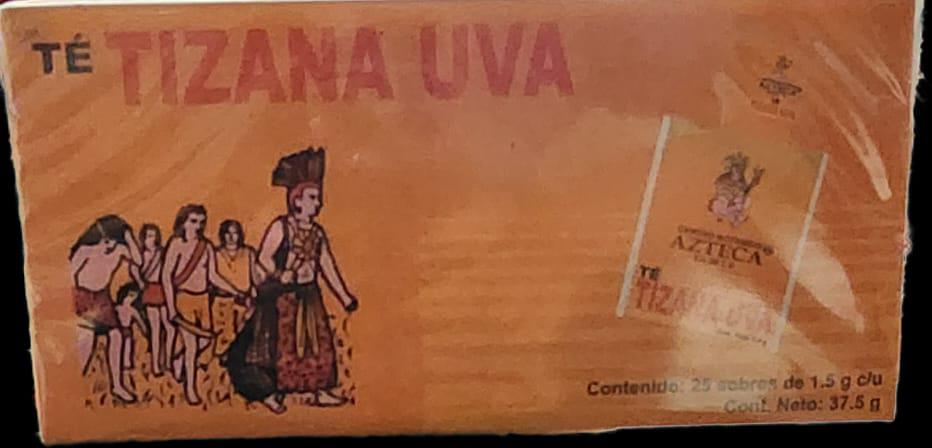 TÉ TIZANA UVA
AZTECA
TÉ
TIZANA UVA
Contenido: 25 sobres de 1.5 g c/u
Cont. Neto: 37.5 g